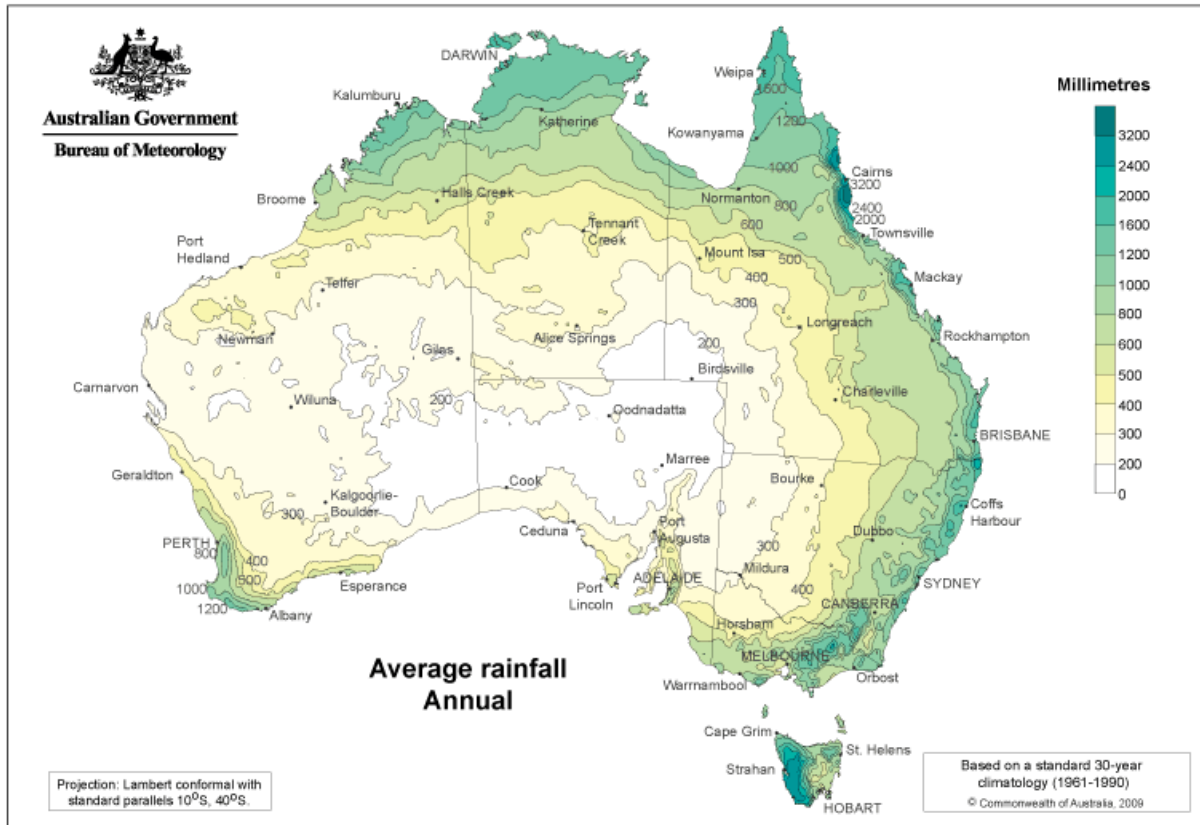 Australian Government
Bureau of Meteorology
DARWIN
Kalumburu
Katherine
Weipa
1600
1200
Kowanyama
1000
Cairns
3200
2400
2000
Townsville
Normanton
800
600
Broome
Halls Creek
Tennant
Creek
Mount Isa
500
400
300
Mackay
Port
Hedland
Telfer
Newman
Giles
Alice Springs
200
Longreach
Rockhampton
Birdsville
Carnarvon
Wiluna
200
Oodnadatta
Charleville
Geraldton
Marree
BRISBANE
Kalgoorlie-
Boulder
300
Cook
Bourke
Coffs
Harbour
PERTH
800
400
500
1000
1200
Albany
Esperance
Ceduna
Port
Augusta
Port
Lincoln
ADELAIDE
300
Mildura
400
Dubbo
SYDNEY
CANBERRA
Horsham
MELBOURNE
Warrnambool
Orbost
Cape Grim
St. Helens
Strahan
HOBART
Average rainfall
Annual
Millimetres
3200
2400
2000
1600
1200
1000
800
600
500
400
300
200
0
Projection: Lambert conformal with
standard parallels 10°S, 40°S.
Based on a standard 30-year
climatology (1961-1990)
© Commonwealth of Australia, 2009